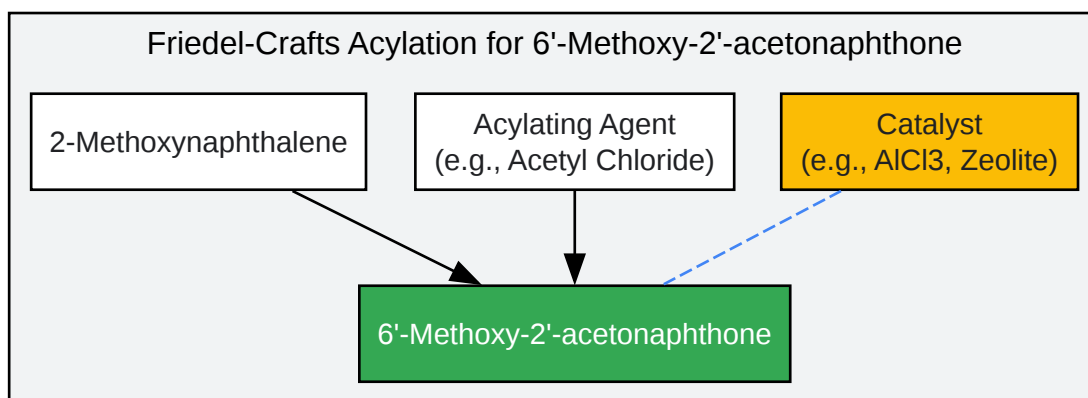 Friedel-Crafts Acylation for 6'-Methoxy-2'-acetonaphthone
2-Methoxynaphthalene
Acylating Agent
(e.g., Acetyl Chloride)
Catalyst
(e.g., AlCl3, Zeolite)
6'-Methoxy-2'-acetonaphthone